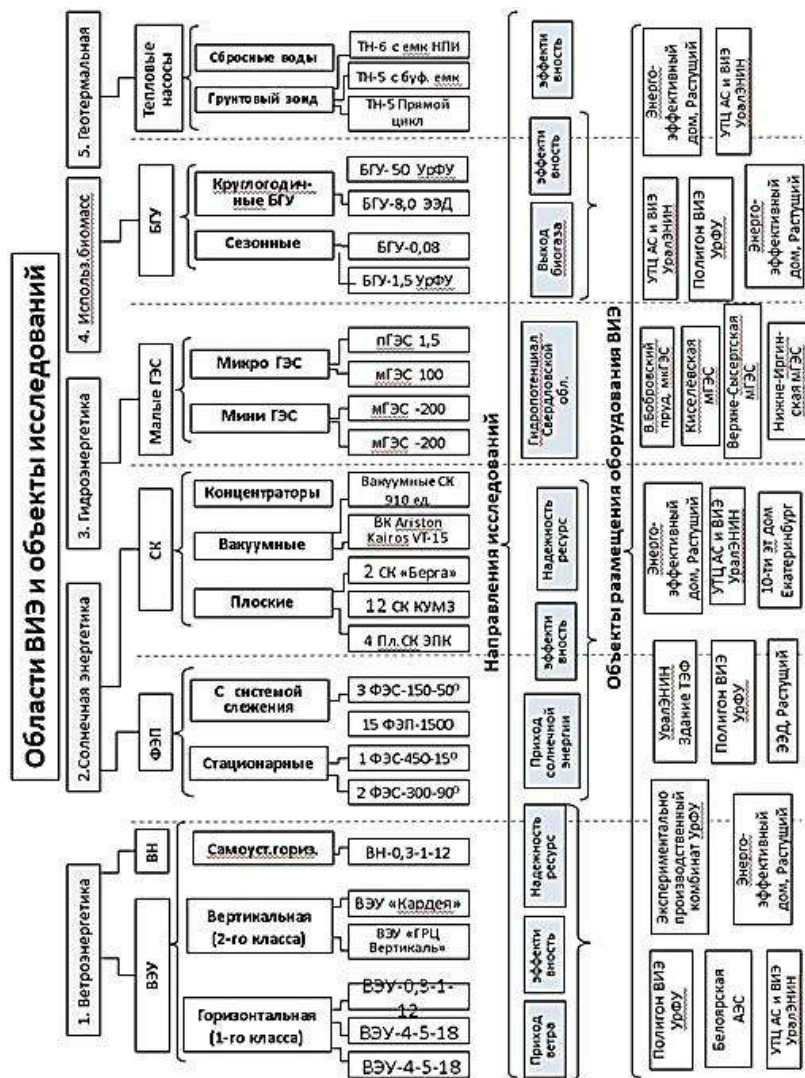 Области ВИЭ и объекты исследований
1. Ветроэнергетика
2.Солнечная энергетика
3. Гидроэнергетика
4. Использ.биомасс
5. Геотермальная
ВЭУ
ВН
ФЭП
СК
Малые ГЭС
БГУ
Тепловые
насосы
Горизонтальная
(1-го класса)
Вертикальная
(2-го класса)
Самоуст.гориз.
Стационарные
С системой
слежения
Плоские
Вакуумные
Концентраторы
Мини ГЭС
Микро ГЭС
Сезонные
Круглогодич-
ные БГУ
Грунтовый зонд
Сбросные воды
ВЭУ-4-5-18
ВЭУ-4-5-18
ВЭУ-0,3-1-
12
ВЭУ «ГРЦ
Вертикаль»
ВЭУ «Кардея»
ВН-0,3-1-12
2 ФЭС-300-90⁰
1 ФЭС-450-15⁰
15 ФЭП-1500
3 ФЭС-150-50⁰
4 Пл.СК ЭПК
12 СК КУМЗ
2 СК «Берга»
ВК Ariston
Kairos VT-15
Вакуумные СК
910 ед.
мГЭС -200
мГЭС -200
мГЭС 100
пГЭС 1,5
БГУ-1,5 УрФУ
БГУ-0,08
БГУ-8,0 ЭЭД
БГУ-50 УрФУ
ТН-5 Прямой
цикл
ТН-5 с буф. емк
ТН-6 с емк НПИ
Направления исследований
Приход
ветра
эффекти
вность
Надежность
ресурс
Приход
солнечной
энергии
эффекти
вность
Надежность
ресурс
Гидропотенциал
Свердловской
обл.
Выход
биогаза
эффекти
вность
эффекти
вность
Объекты размещения оборудования ВИЭ
Полигон ВИЭ
УрФУ
Белоярская
АЭС
УТЦ АС и ВИЭ
УралЭНИН
Экспериментально
производственный
комбинат УрФУ
Энерго-
эффективный
дом, Растущий
УралЭНИН
Здание ТЭФ
Полигон ВИЭ
УрФУ
ЭЭД, Растущий
Энерго-
эффективный
дом, Растущий
УТЦ АС и ВИЭ
УралЭНИН
10-ти эт дом
Екатеринбург
В.Бобровский
пруд, мкГЭС
Киселёвская
мГЭС
Верхне-Сысертская
мГЭС
Нижне-Иргин-
ская мГЭС
УТЦ АС и ВИЭ
УралЭНИН
Полигон ВИЭ
УрФУ
Энерго-
эффективный
дом, Растущий
Энерго-
эффективный
дом, Растущий
УТЦ АС и ВИЭ
УралЭНИН